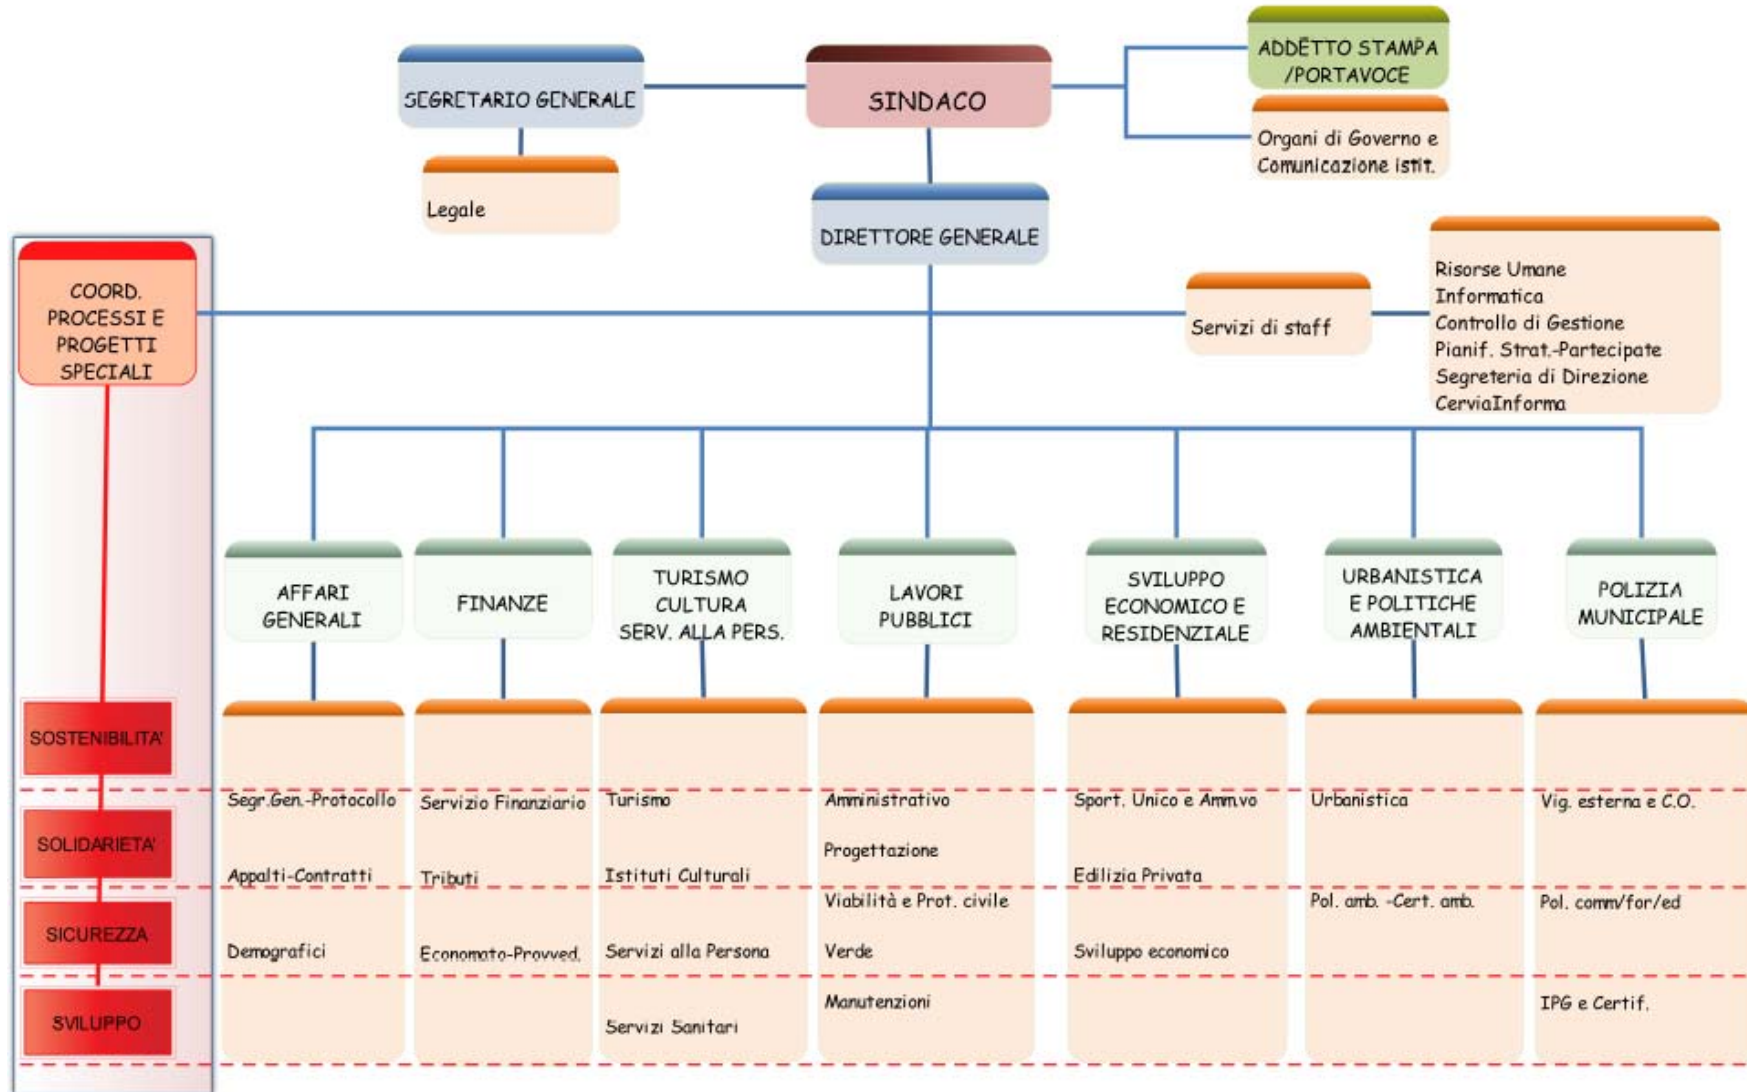 ADDETTO STAMPA
/PORTAVOCE
SEGRETARIO GENERALE
SINDACO
Organi di Governo e
Comunicazione istit.
Legale
DIRETTORE GENERALE
COORD.
PROCESSI E
PROGETTI
SPECIALI
Servizi di staff
Risorse Umane
Informatica
Controllo di Gestione
Pianif. Strat.-Partecipate
Segreteria di Direzione
CerviaInforma
AFFARI
GENERALI
FINANZE
TURISMO
CULTURA
SERV. ALLA PERS.
LAVORI
PUBBLICI
SVILUPPO
ECONOMICO E
RESIDENZIALE
URBANISTICA
E POLITICHE
AMBIENTALI
POLIZIA
MUNICIPALE
SOSTENIBILITA'
SOLIDARIETA'
SICUREZZA
SVILUPPO
Segr.Gen.-Protocollo
Appalti-Contratti
Demografici
Servizio Finanziario
Tributi
Economato-Provved.
Turismo
Istituti Culturali
Servizi alla Persona
Servizi Sanitari
Amministrativo
Progettazione
Viabilità e Prot. civile
Verde
Manutenzioni
Sport. Unico e Amm.vo
Edilizia Privata
Sviluppo economico
Urbanistica
Pol. amb. -Cert. amb.
Vig. esterna e C.O.
Pol. comm/for/ed
IPG e Certif.